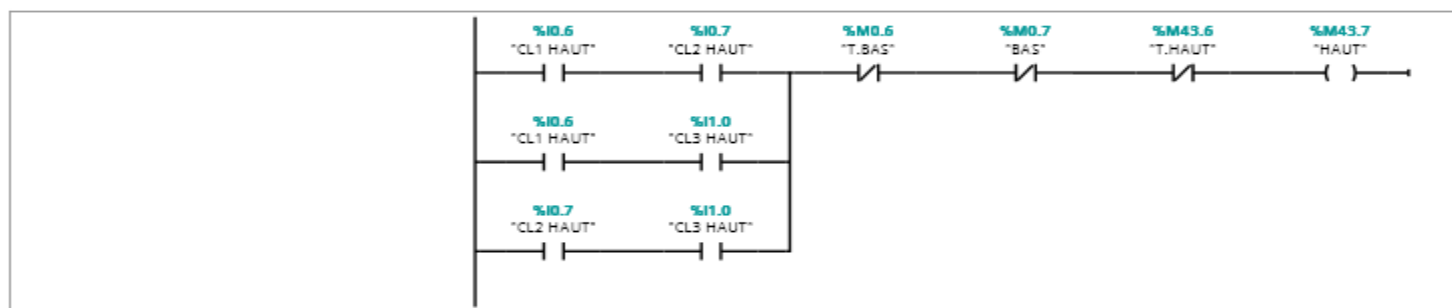 %I0.6 %I0.7 %M0.6 %M0.7 %M43.6 %M43.7
"CL1 HAUT" "CL2 HAUT" "T.BAS" "BAS" "T.HAUT" "HAUT"
%I0.6 %I1.0
"CL1 HAUT" "CL3 HAUT"
%I0.7 %I1.0
"CL2 HAUT" "CL3 HAUT"